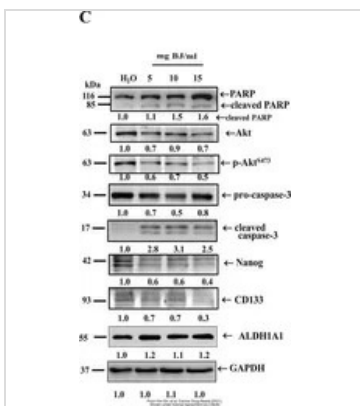 C
mg BJ/ml
kDa H2O 5 10 15
116 ←PARP
85 ←cleaved PARP
1.0 1.1 1.5 1.6 ←cleaved PARP
63 ←Akt
1.0 0.7 0.9 0.7
63 ←p-AktS473
1.0 0.6 0.7 0.5
34 ←pro-caspase-3
1.0 0.7 0.5 0.8
17 ← cleaved
caspase-3
1.0 2.8 3.1 2.5
42 ←Nanog
1.0 0.6 0.6 0.4
93 ←CD133
1.0 0.7 0.7 0.3
55 ←ALDH1A1
1.0 1.2 1.1 1.2
37 ←GAPDH
1.0 1.0 1.1 1.0